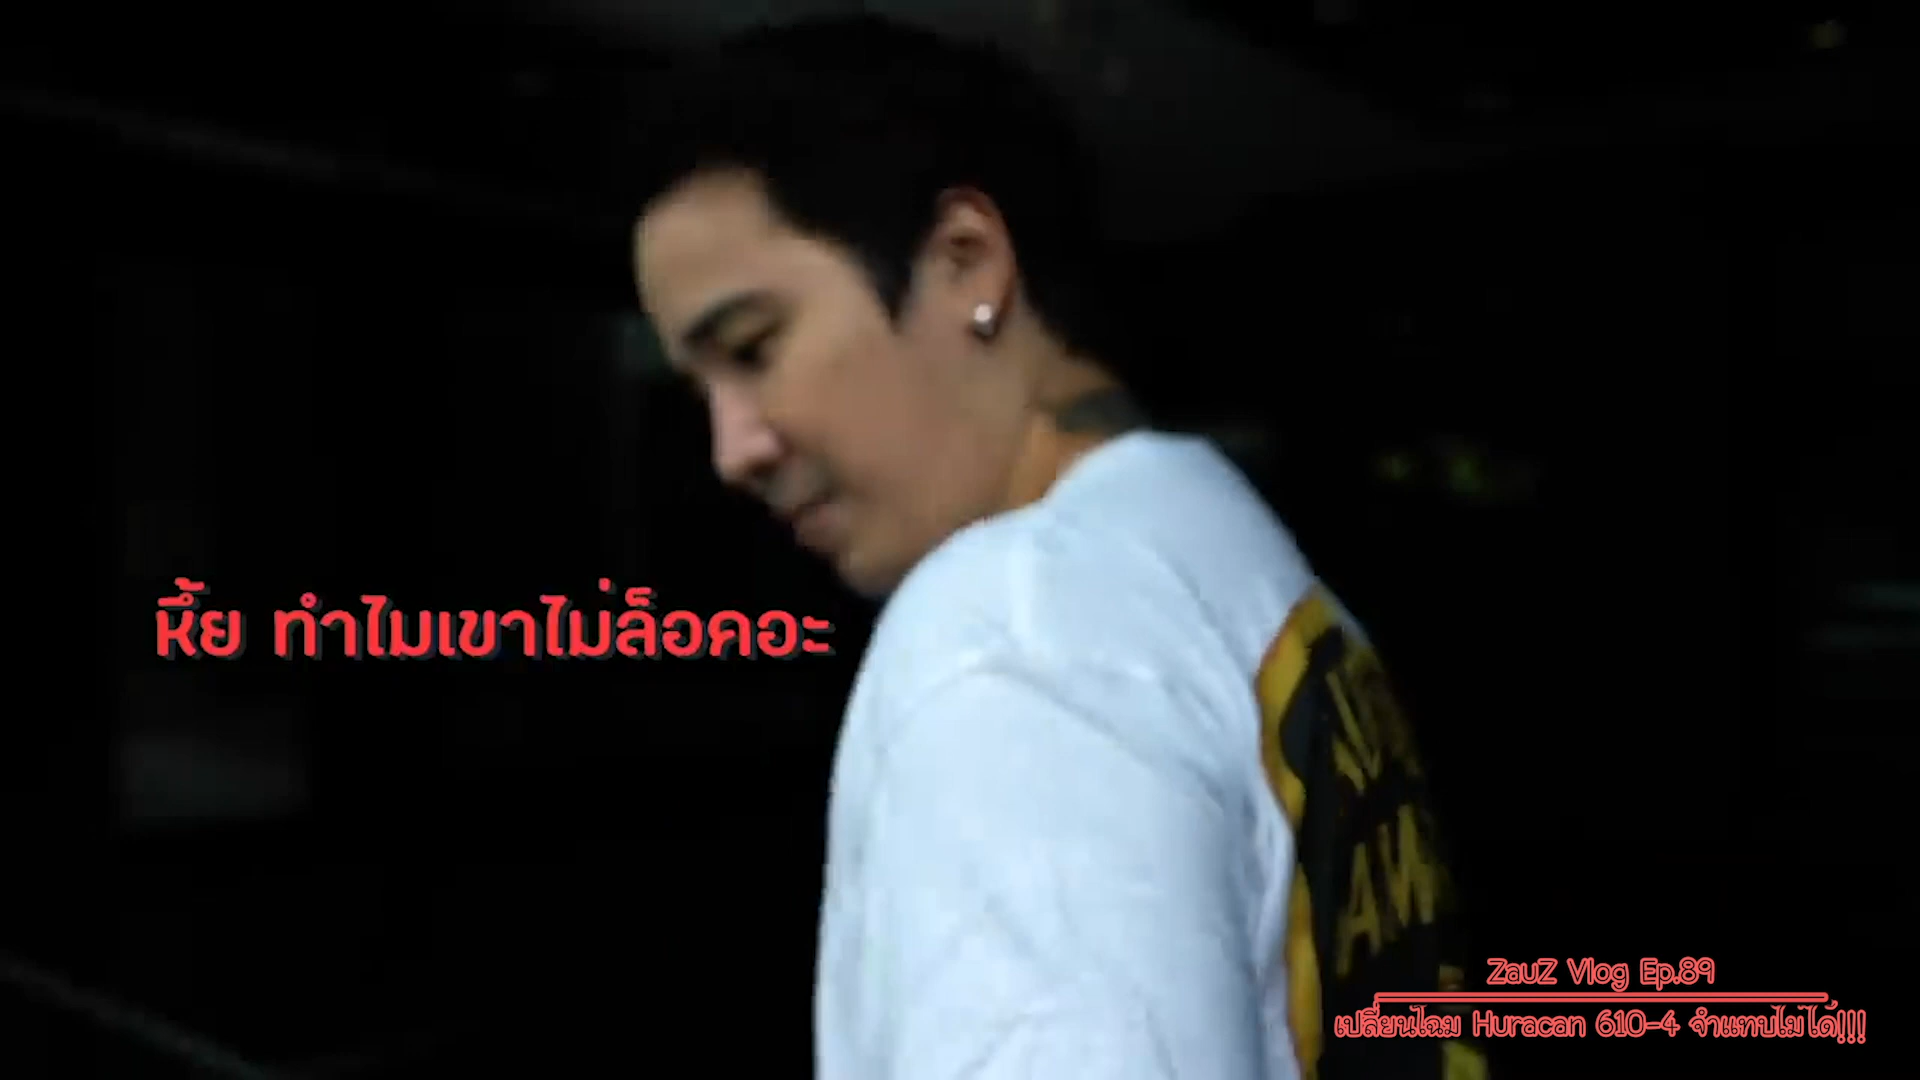 หึ้ย ทำไมเขาไม่ล็อคอะ
AW
ZauZ Vlog Ep.89
เปลี่ยนโฉม Huracan 610-4 จำแทบไม่ได้!!!